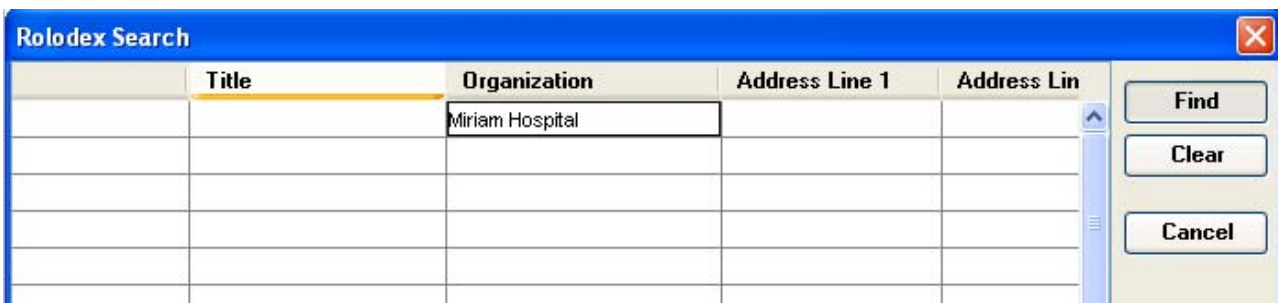 Rolodex Search
Title Organization Address Line 1 Address Lin
Miriam Hospital
Find
Clear
Cancel